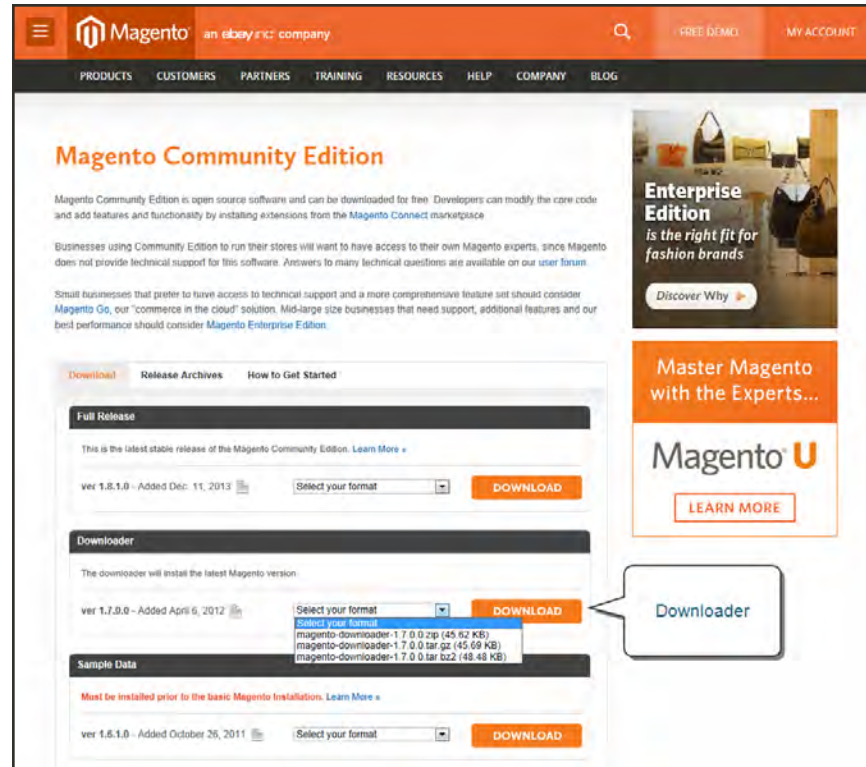 Magento an ebay inc company
FREE DEMO MY ACCOUNT
PRODUCTS CUSTOMERS PARTNERS TRAINING RESOURCES HELP COMPANY BLOG
Magento Community Edition
Magento Community Edition is open source software and can be downloaded for free. Developers can modify the core code
and add features and functionality by installing extensions from the Magento Connect marketplace
Businesses using Community Edition to run their stores will want to have access to their own Magento experts, since Magento
does not provide technical support for this software. Answers to many technical questions are available on our user forum.
Small businesses that prefer to have access to technical support and a more comprehensive feature set should consider
Magento Go, our "commerce in the cloud" solution. Mid-large size businesses that need support, additional features and our
best performance should consider Magento Enterprise Edition.
Enterprise
Edition
is the right fit for
fashion brands
Discover Why
Master Magento
with the Experts...
Magento U
LEARN MORE
Download Release Archives How to Get Started
Full Release
This is the latest stable release of the Magento Community Edition. Learn More »
ver 1.8.1.0 - Added Dec. 11, 2013 Select your format DOWNLOAD
Downloader
The downloader will install the latest Magento version
ver 1.7.0.0 - Added April 6, 2012 Select your format DOWNLOAD
Select your format
magento-downloader-1.7.0.0.zip (45.62 KB)
magento-downloader-1.7.0.0.tar.gz (45.69 KB)
magento-downloader-1.7.0.0.tar.bz2 (48.48 KB)
Downloader
Sample Data
Must be installed prior to the basic Magento Installation. Learn More »
ver 1.6.1.0 - Added October 26, 2011 Select your format DOWNLOAD